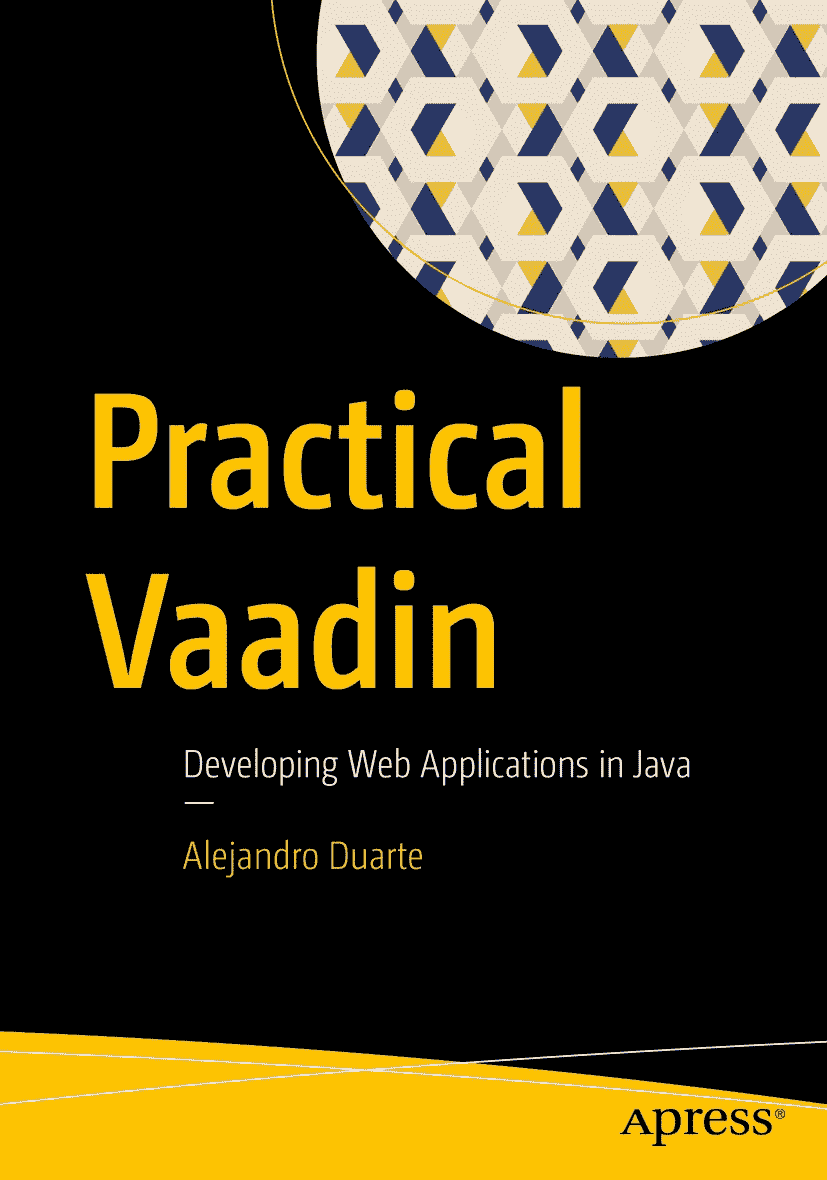 Practical
Vaadin
Developing Web Applications in Java
Alejandro Duarte
Apress®